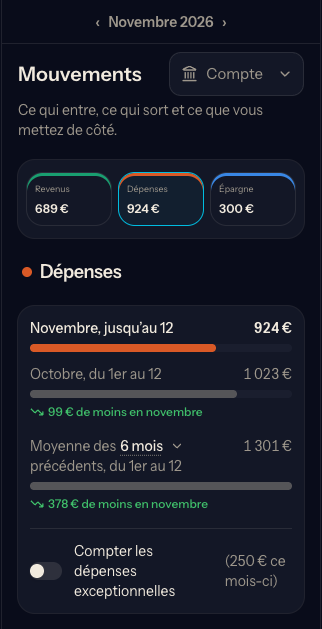 ‹ Novembre 2026 ›
Mouvements
Compte
Ce qui entre, ce qui sort et ce que vous
mettez de côté.
Revenus
689 €
Dépenses
924 €
Épargne
300 €
Dépenses
Novembre, jusqu'au 12 924 €
Octobre, du 1er au 12 1 023 €
99 € de moins en novembre
Moyenne des 6 mois 1 301 €
précédents, du 1er au 12
378 € de moins en novembre
Compter les
dépenses
exceptionnelles
(250 € ce
mois-ci)